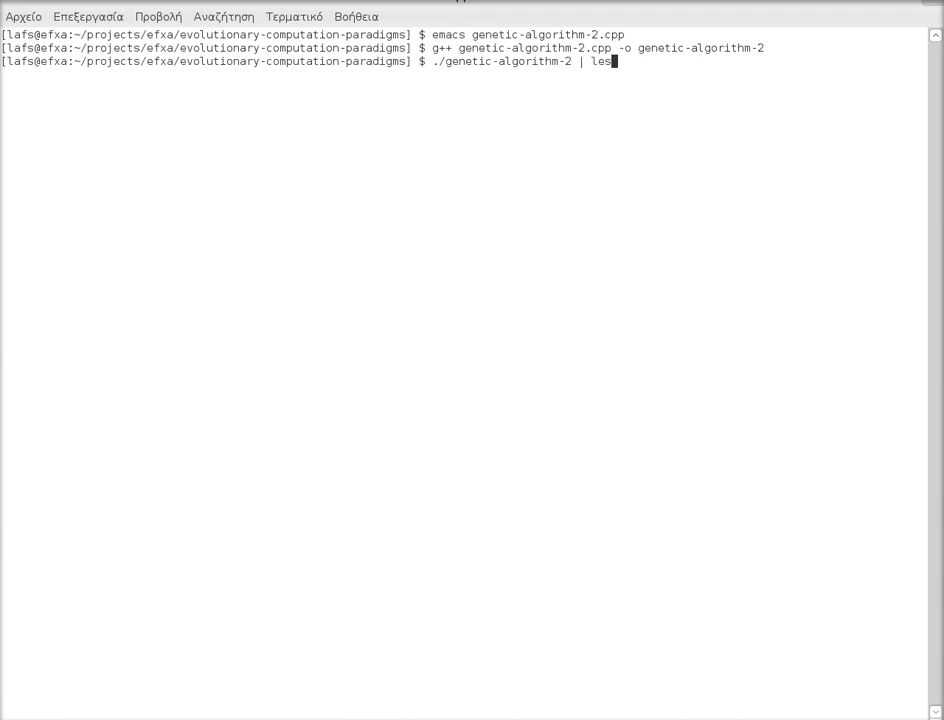 Αρχείο Επεξεργασία Προβολή Αναζήτηση Τερματικό Βοήθεια
[lafs@efxa:~/projects/efxa/evolutionary-computation-paradigms] $ emacs genetic-algorithm-2.cpp
[lafs@efxa:~/projects/efxa/evolutionary-computation-paradigms] $ g++ genetic-algorithm-2.cpp -o genetic-algorithm-2
[lafs@efxa:~/projects/efxa/evolutionary-computation-paradigms] $ ./genetic-algorithm-2 | les